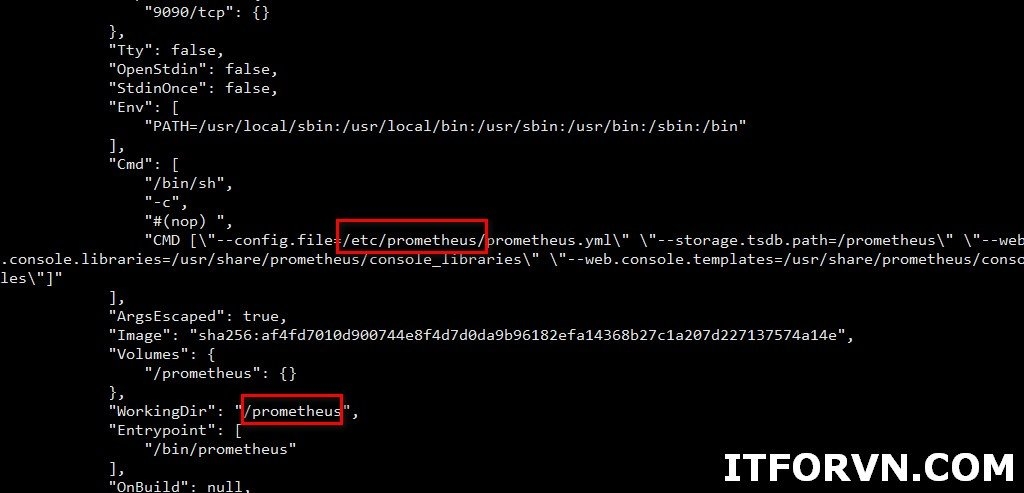 "9090/tcp": {}
},
"Tty": false,
"OpenStdin": false,
"StdinOnce": false,
"Env": [
"PATH=/usr/local/sbin:/usr/local/bin:/usr/sbin:/usr/bin:/sbin:/bin"
],
"Cmd": [
"/bin/sh",
"-c",
"#(nop) ",
"CMD [\"--config.file=/etc/prometheus/prometheus.yml\" \"--storage.tsdb.path=/prometheus\" \"--web
.console.libraries=/usr/share/prometheus/console_libraries\" \"--web.console.templates=/usr/share/prometheus/conso
les\"]"
],
"ArgsEscaped": true,
"Image": "sha256:af4fd7010d900744e8f4d7d0da9b96182efa14368b27c1a207d227137574a14e",
"Volumes": {
"/prometheus": {}
},
"WorkingDir": "/prometheus",
"Entrypoint": [
"/bin/prometheus"
],
"OnBuild": null,
ITFORVN.COM